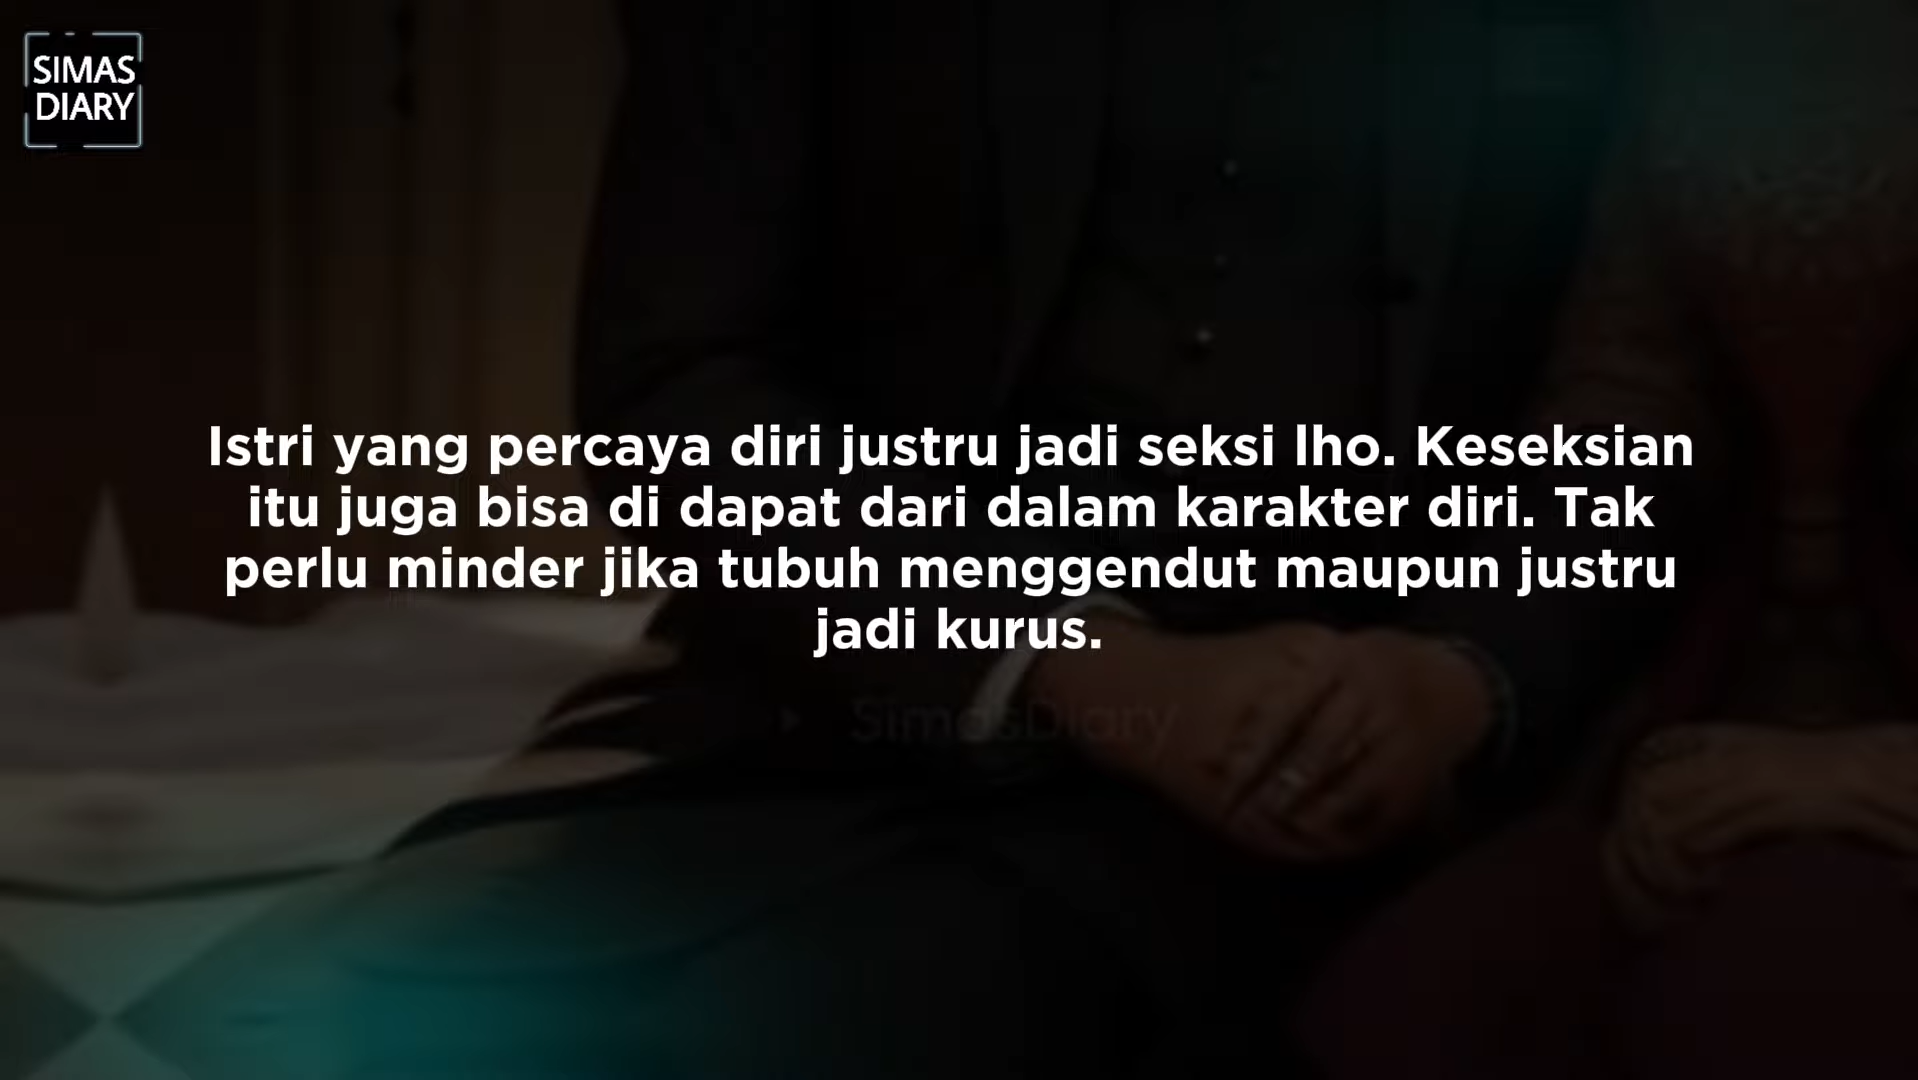 SIMAS
DIARY
Istri yang percaya diri justru jadi seksi lho. Keseksian
itu juga bisa di dapat dari dalam karakter diri. Tak
perlu minder jika tubuh menggendut maupun justru
jadi kurus.
SimasDiary